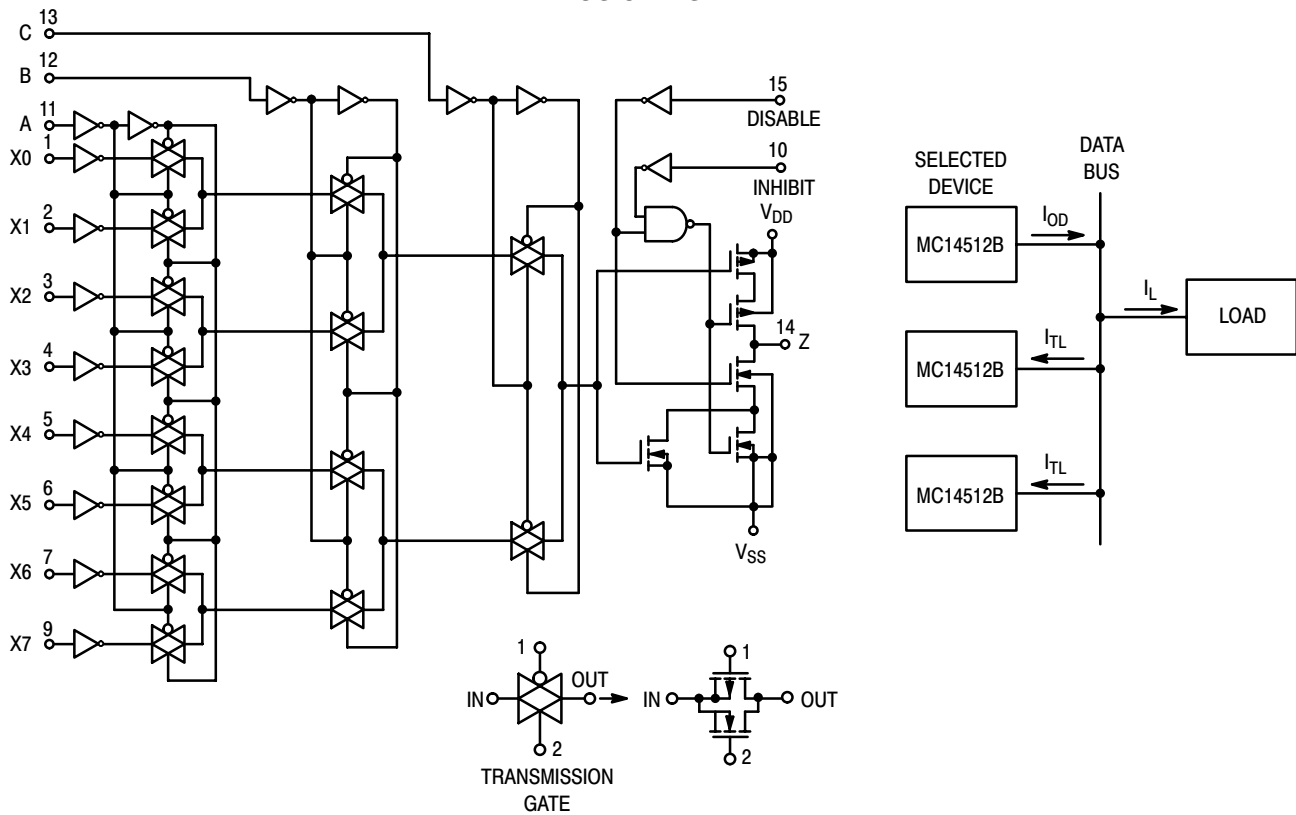 C 13
B 12
A 11
X0 1
X1 2
X2 3
X3 4
X4 5
X5 6
X6 7
X7 9
15
DISABLE
10
INHIBIT
VDD
14 Z
VSS
1
IN
OUT
2
TRANSMISSION
GATE
1
IN
OUT
2
SELECTED
DEVICE
DATA
BUS
MC14512B
IOD
IL
LOAD
MC14512B
ITL
MC14512B
ITL